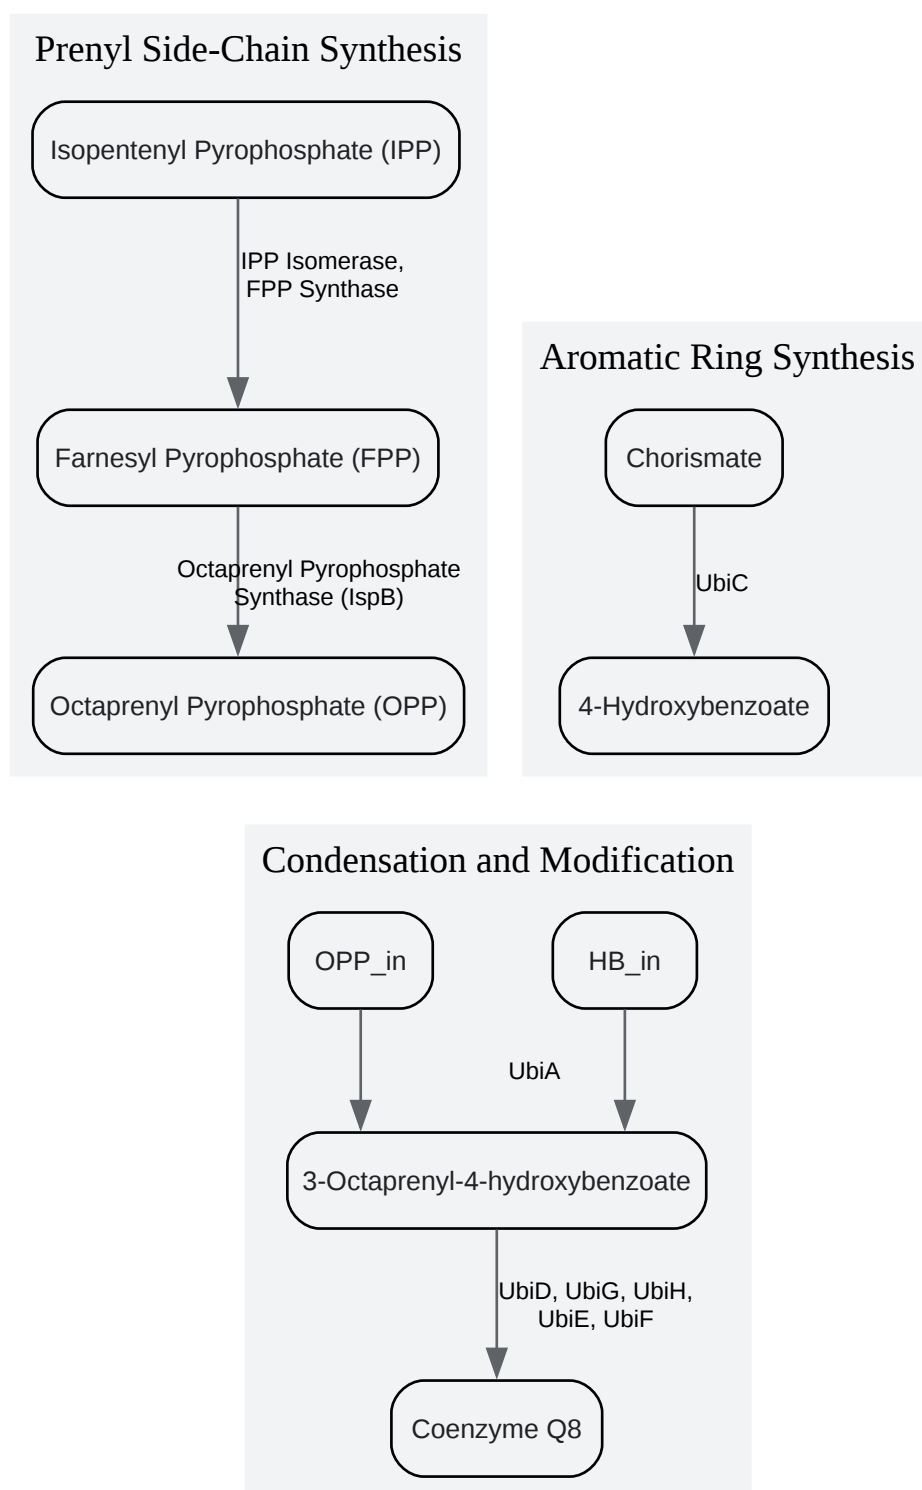 Prenyl Side-Chain Synthesis
Isopentenyl Pyrophosphate (IPP)
IPP Isomerase,
FPP Synthase
Farnesyl Pyrophosphate (FPP)
Octaprenyl Pyrophosphate
Synthase (IspB)
Octaprenyl Pyrophosphate (OPP)
Aromatic Ring Synthesis
Chorismate
UbiC
4-Hydroxybenzoate
Condensation and Modification
OPP_in
HB_in
UbiA
3-Octaprenyl-4-hydroxybenzoate
UbiD, UbiG, UbiH,
UbiE, UbiF
Coenzyme Q8